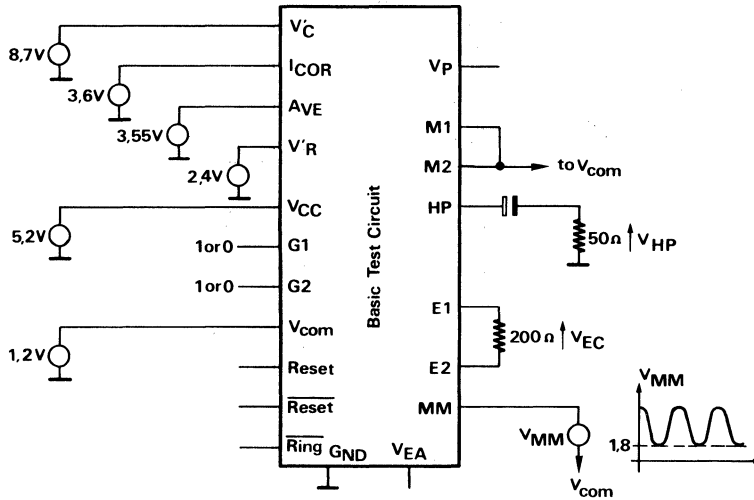 V'C
8,7V
ICOR
3,6V
AVE
3,55V
V'R
2,4V
VCC
5,2V
G1
1or0
G2
1or0
Vcom
1,2V
Reset
Reset
Ring
GND
VEA
Basic Test Circuit
VP
M1
M2
to Vcom
HP
50Ω
VHP
E1
200Ω
VEC
E2
MM
VMM
Vcom
VMM
1,8